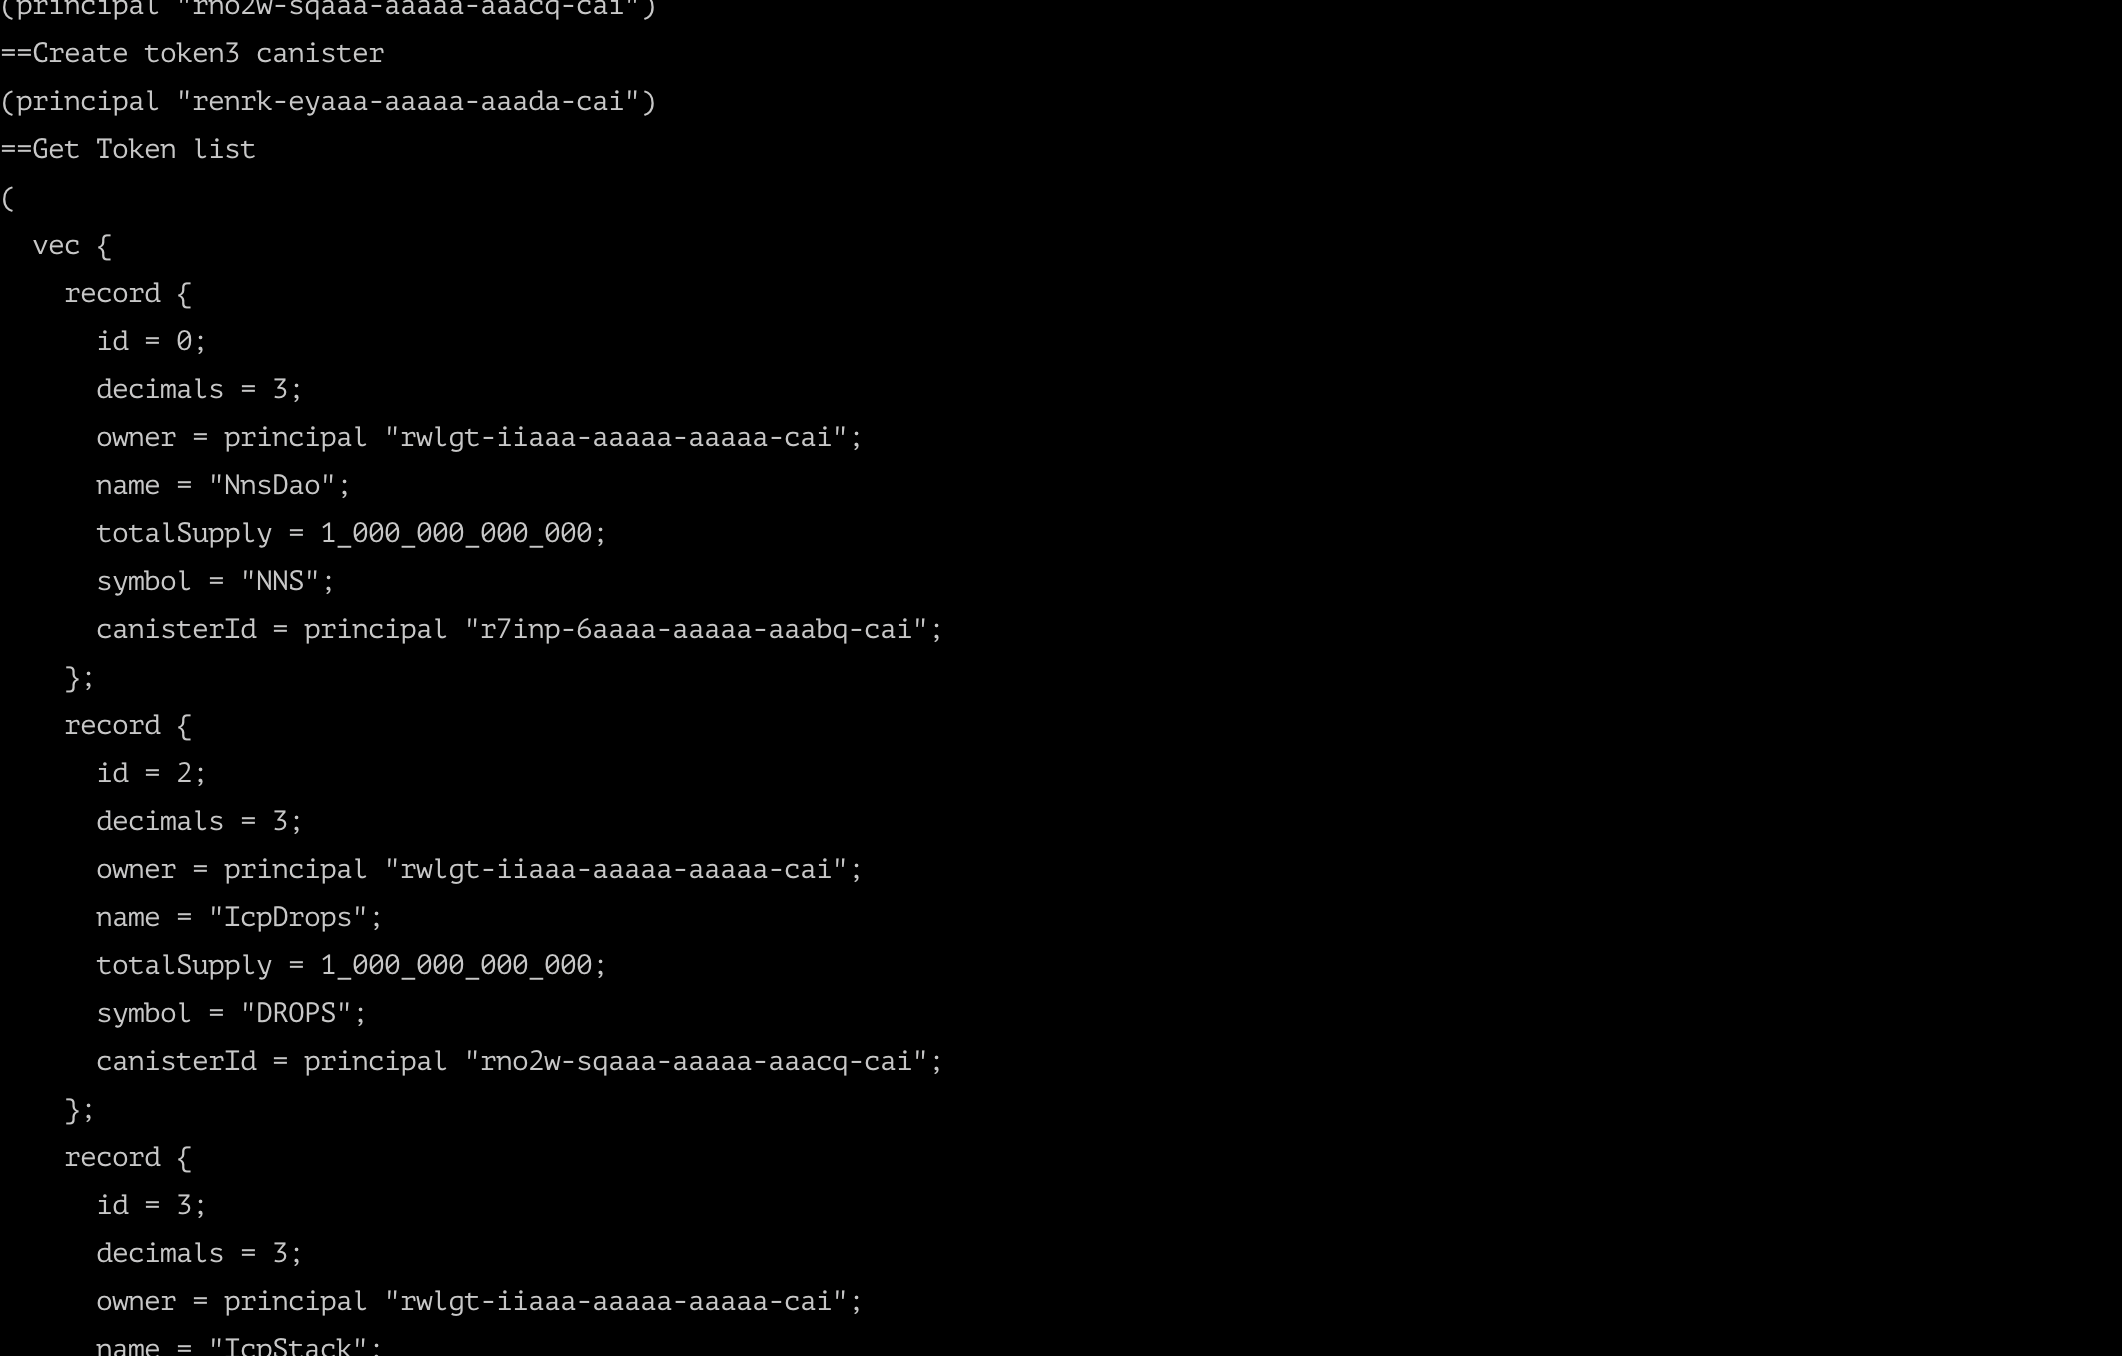 (principal "rno2w-sqaaa-aaaaa-aaacq-cai")
==Create token3 canister
(principal "renrk-eyaaa-aaaaa-aaada-cai")
==Get Token list
(
  vec {
    record {
      id = 0;
      decimals = 3;
      owner = principal "rwlgt-iiaaa-aaaaa-aaaaa-cai";
      name = "NnsDao";
      totalSupply = 1_000_000_000_000;
      symbol = "NNS";
      canisterId = principal "r7inp-6aaaa-aaaaa-aaabq-cai";
    };
    record {
      id = 2;
      decimals = 3;
      owner = principal "rwlgt-iiaaa-aaaaa-aaaaa-cai";
      name = "IcpDrops";
      totalSupply = 1_000_000_000_000;
      symbol = "DROPS";
      canisterId = principal "rno2w-sqaaa-aaaaa-aaacq-cai";
    };
    record {
      id = 3;
      decimals = 3;
      owner = principal "rwlgt-iiaaa-aaaaa-aaaaa-cai";
      name = "IcpStack";